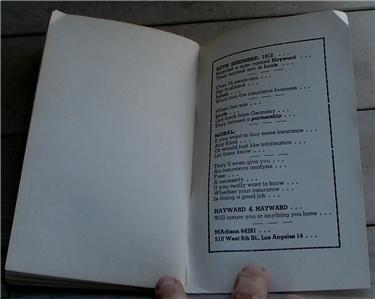 RUTH SHEPHERD, 1912 . . .
Married a man named Hayward . . .
Their second son is Louis . . .
Over 35 years ago . . .
Her husband . . .
Julian . . .
Went into the insurance business . . .
When her son . . .
Louis . . .
Got back from Germany . . .
They formed a partnership . . .
MORAL:
If you want to buy some insurance . . .
Any Kind . . .
Or would just like information . . .
Let them know . . .
They'll even give you . . .
An insurance analysis . . .
Free . . .
A necessity . . .
If you really want to know . . .
Whether your insurance . . .
Is doing a good job . . .
HAYWARD & HAYWARD . . .
Will insure you or anything you have . . .
MAdison 64281 . . .
510 West 6th St., Los Angeles 14 . . .